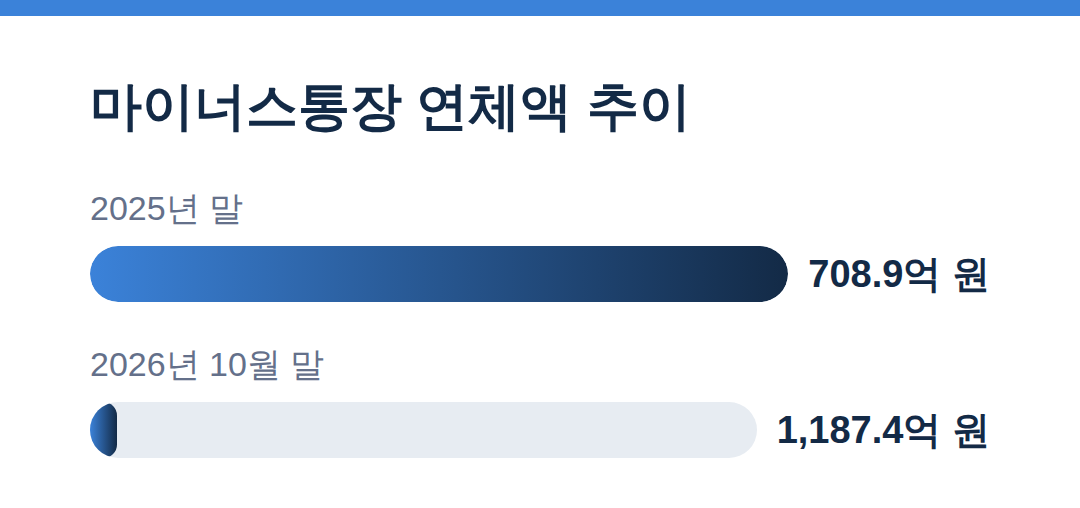 마이너스통장 연체액 추이
2025년 말
708.9억 원
2026년 10월 말
1,187.4억 원